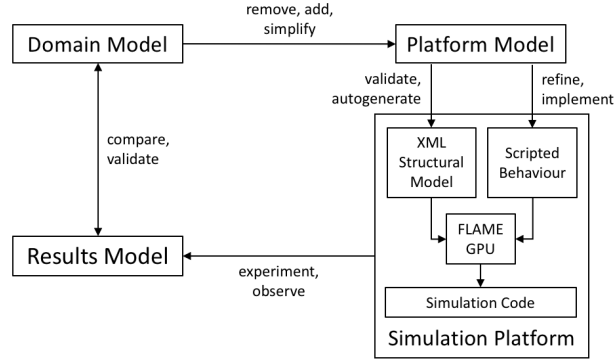 remove, add,
simplify
Domain Model
Platform Model
validate,
autogenerate
refine,
implement
compare,
validate
XML
Structural
Model
Scripted
Behaviour
FLAME
GPU
Results Model
experiment,
observe
Simulation Code
Simulation Platform